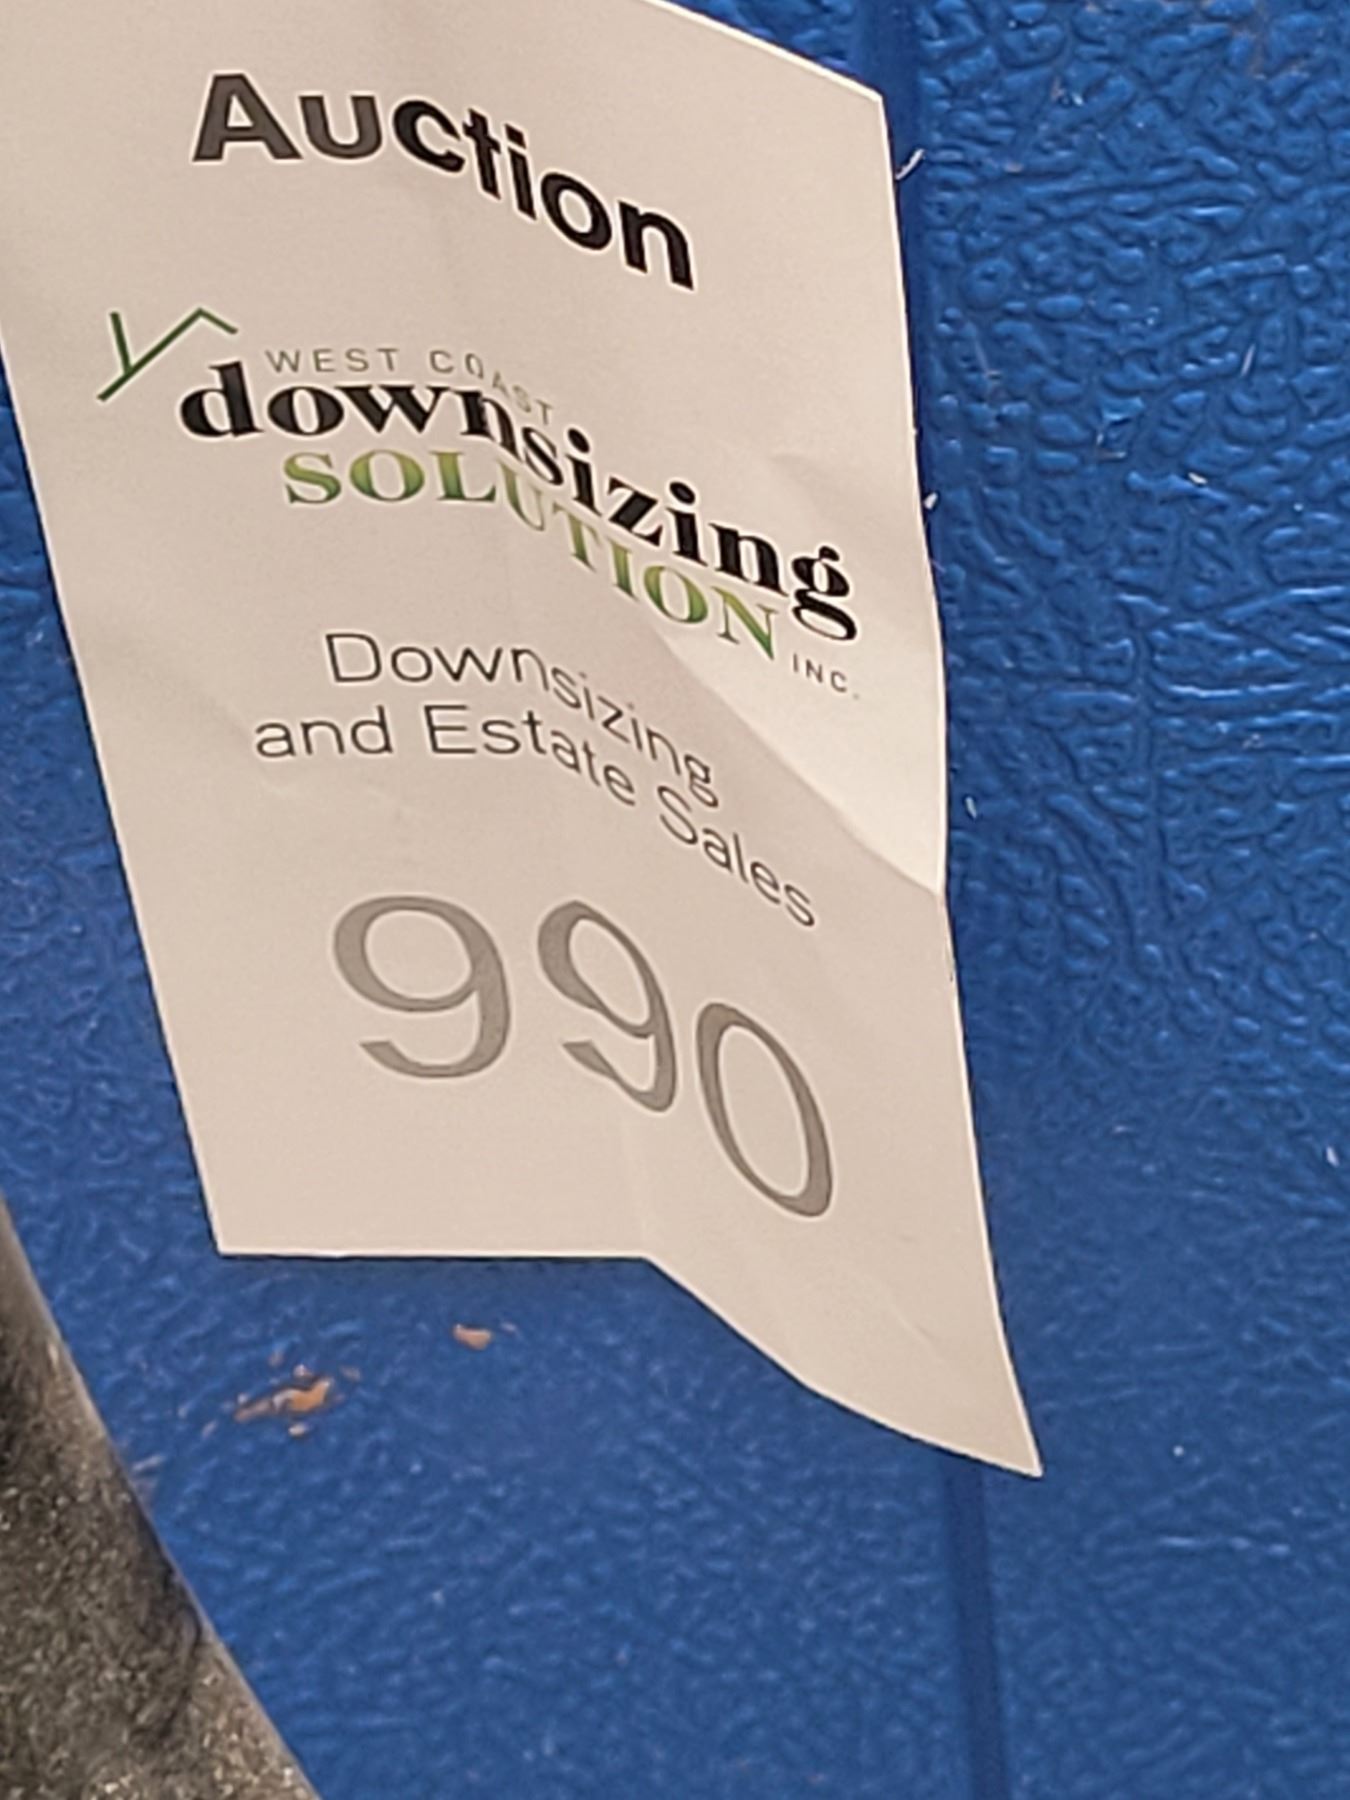 Auction
WEST COAST
downsizing
SOLUTION
INC.
Downsizing
and Estate Sales
990